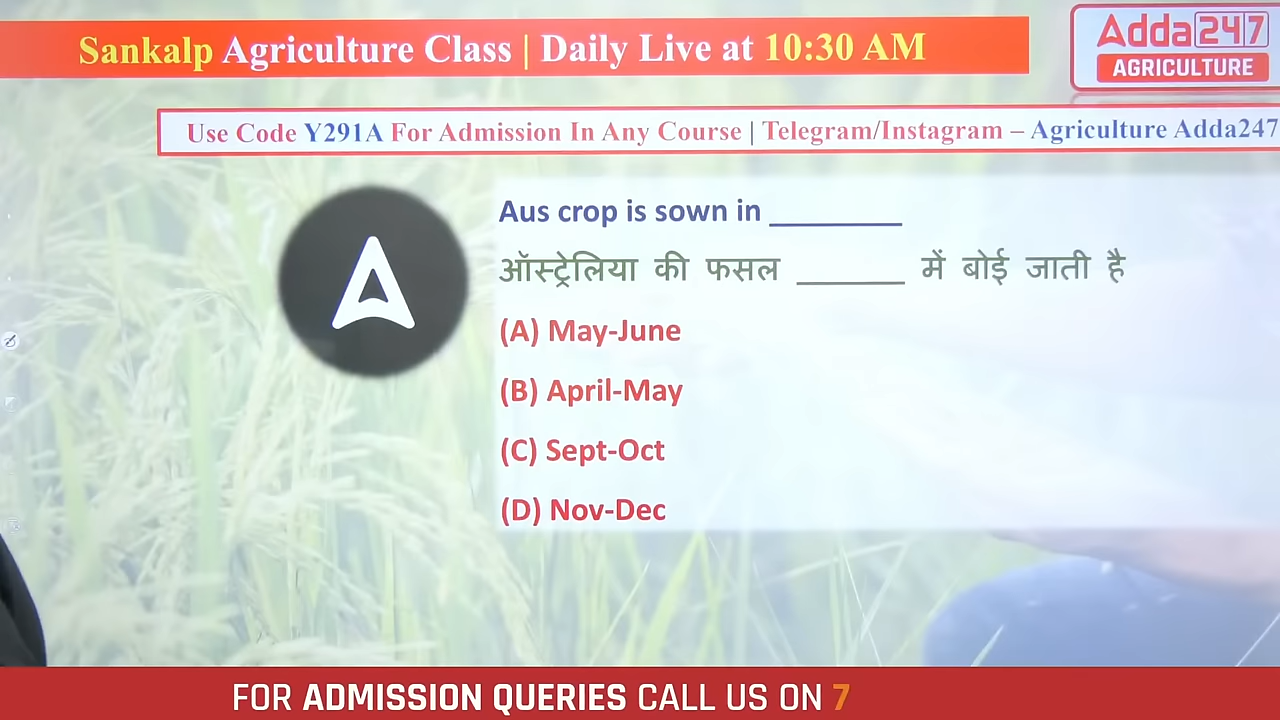 Sankalp Agriculture Class | Daily Live at 10:30 AM
Adda247
AGRICULTURE
Use Code Y291A For Admission In Any Course | Telegram/Instagram – Agriculture Adda247
Aus crop is sown in ________
ऑस्ट्रेलिया की फसल _______ में बोई जाती है
(A) May-June
(B) April-May
(C) Sept-Oct
(D) Nov-Dec
FOR ADMISSION QUERIES CALL US ON 7